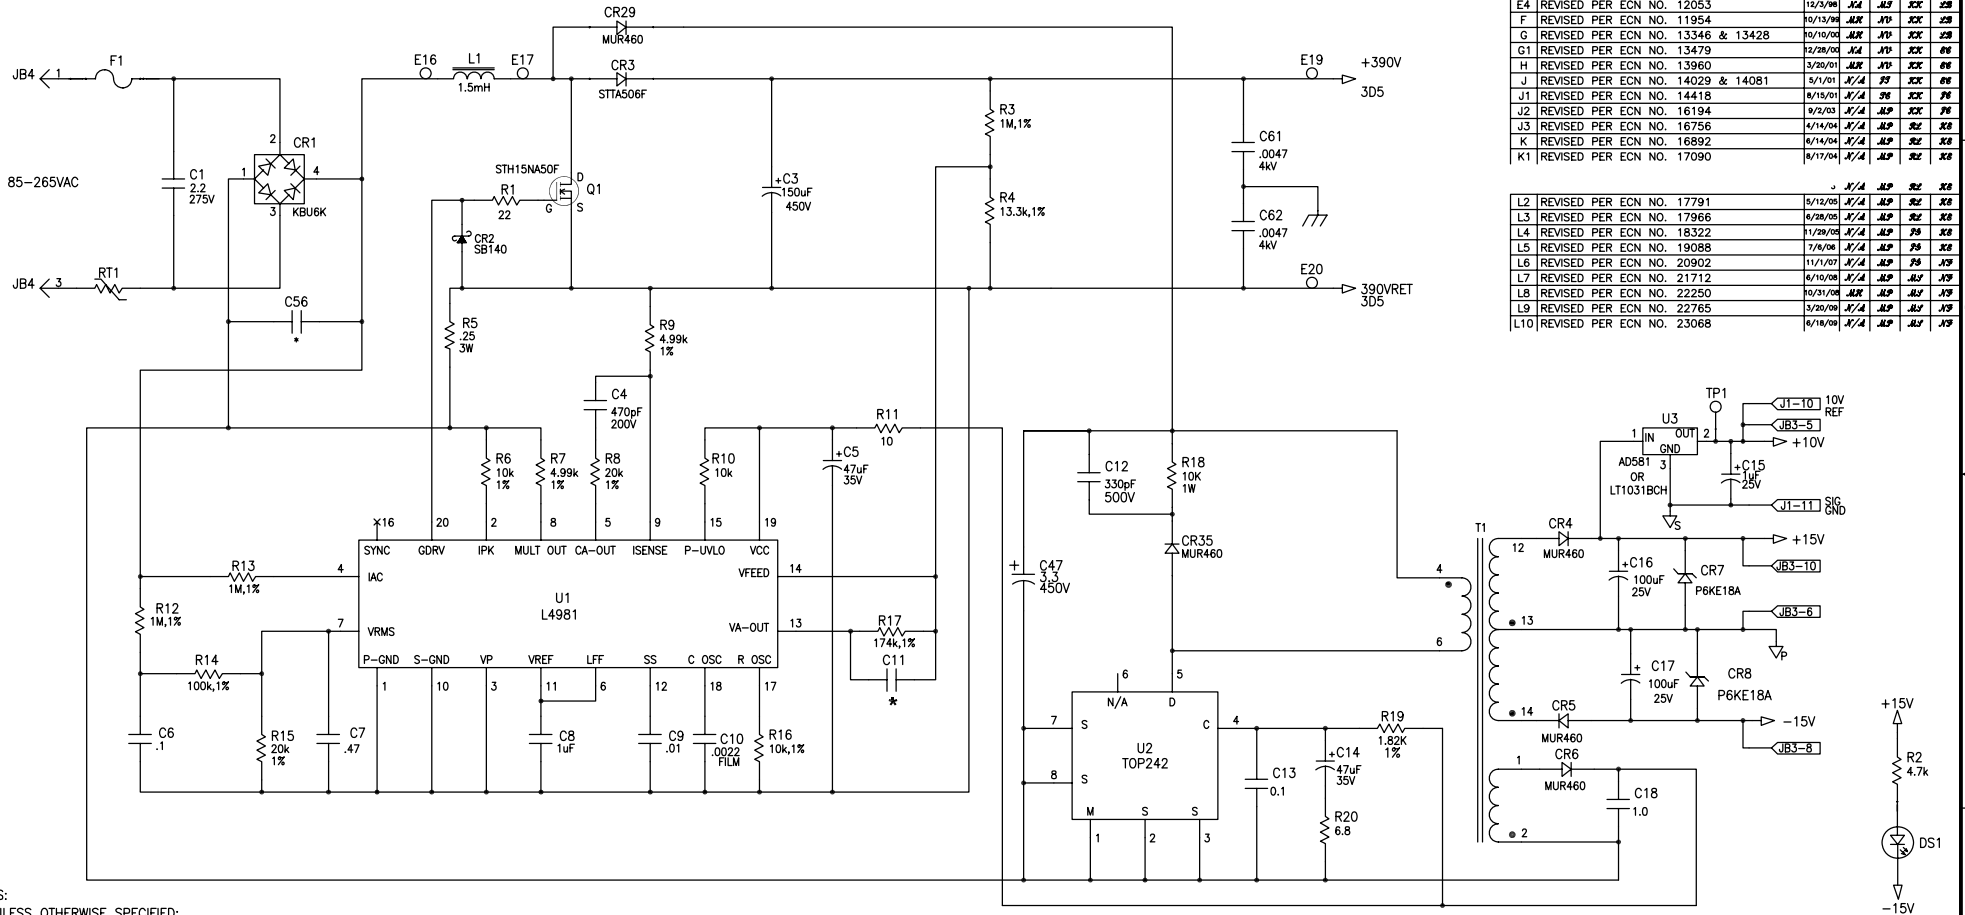 E4 REVISED PER ECN NO. 12053 12/3/98
F REVISED PER ECN NO. 11954 10/13/99
G REVISED PER ECN NO. 13346 & 13428 10/10/00
G1 REVISED PER ECN NO. 13479 12/28/00
H REVISED PER ECN NO. 13960 3/20/01
J REVISED PER ECN NO. 14029 & 14081 5/1/01 N/A
J1 REVISED PER ECN NO. 14418 8/15/01 N/A
J2 REVISED PER ECN NO. 16194 9/2/03 N/A
J3 REVISED PER ECN NO. 16756 4/14/04 N/A
K REVISED PER ECN NO. 16892 6/14/04 N/A
K1 REVISED PER ECN NO. 17090 8/17/04 N/A
N/A
L2 REVISED PER ECN NO. 17791 5/12/05 N/A
L3 REVISED PER ECN NO. 17966 6/28/05 N/A
L4 REVISED PER ECN NO. 18322 11/29/05 N/A
L5 REVISED PER ECN NO. 19088 7/6/06 N/A
L6 REVISED PER ECN NO. 20902 11/1/07 N/A
L7 REVISED PER ECN NO. 21712 6/10/08 N/A
L8 REVISED PER ECN NO. 22250 10/31/08
L9 REVISED PER ECN NO. 22765 3/20/09 N/A
L10 REVISED PER ECN NO. 23068 6/18/09 N/A
CR29
MUR460
JB4 1
F1
E16
L1
1.5mH
E17
CR3
STTA506F
E19
+390V
3D5
85-265VAC
C1
2.2
275V
2
CR1
1
4
3
KBU6K
STH15NA50F
D
Q1
G
S
R1
22
CR2
SB140
+C3
150uF
450V
R3
1M,1%
R4
13.3k,1%
C61
.0047
4kV
C62
.0047
4kV
JB4 3
RT1
C56
*
E20
390VRET
3D5
R5
.25
3W
R9
4.99k
1%
C4
470pF
200V
R6
10k
1%
R7
4.99k
1%
R8
20k
1%
R10
10k
R11
10
+C5
47uF
35V
16
20
2
8
5
9
15
19
SYNC
GDRV
IPK
MULT OUT
CA-OUT
ISENSE
P-UVLO
VCC
R13
1M,1%
4
IAC
VFEED
14
U1
L4981
R12
1M,1%
7
VRMS
VA-OUT
13
R17
174k,1%
C11
*
R14
100k,1%
P-GND
S-GND
VP
VREF
LFF
SS
C OSC
R OSC
1
10
3
11
6
12
18
17
C6
.1
R15
20k
1%
C7
.47
C8
1uF
C9
.01
C10
.0022
FILM
R16
10k,1%
C12
330pF
500V
R18
10K
1W
CR35
MUR460
+
C47
3.3
450V
6
N/A
5
D
7
S
8
S
U2
TOP242
C
4
M
S
S
1
2
3
R19
1.82K
1%
C13
0.1
+C14
47uF
35V
R20
6.8
T1
4
6
12
13
14
1
2
TP1
U3
1
IN
OUT
2
GND
3
AD581
OR
LT1031BCH
J1-10
10V
REF
JB3-5
+10V
+C15
1uF
25V
J1-11
SIG
GND
S
CR4
MUR460
+15V
JB3-10
+C16
100uF
25V
CR7
P6KE18A
JB3-6
P
C17
+
100uF
25V
CR8
P6KE18A
CR5
MUR460
-15V
JB3-8
CR6
MUR460
C18
1.0
+15V
R2
4.7k
DS1
-15V
S:
NLESS OTHERWISE SPECIFIED: